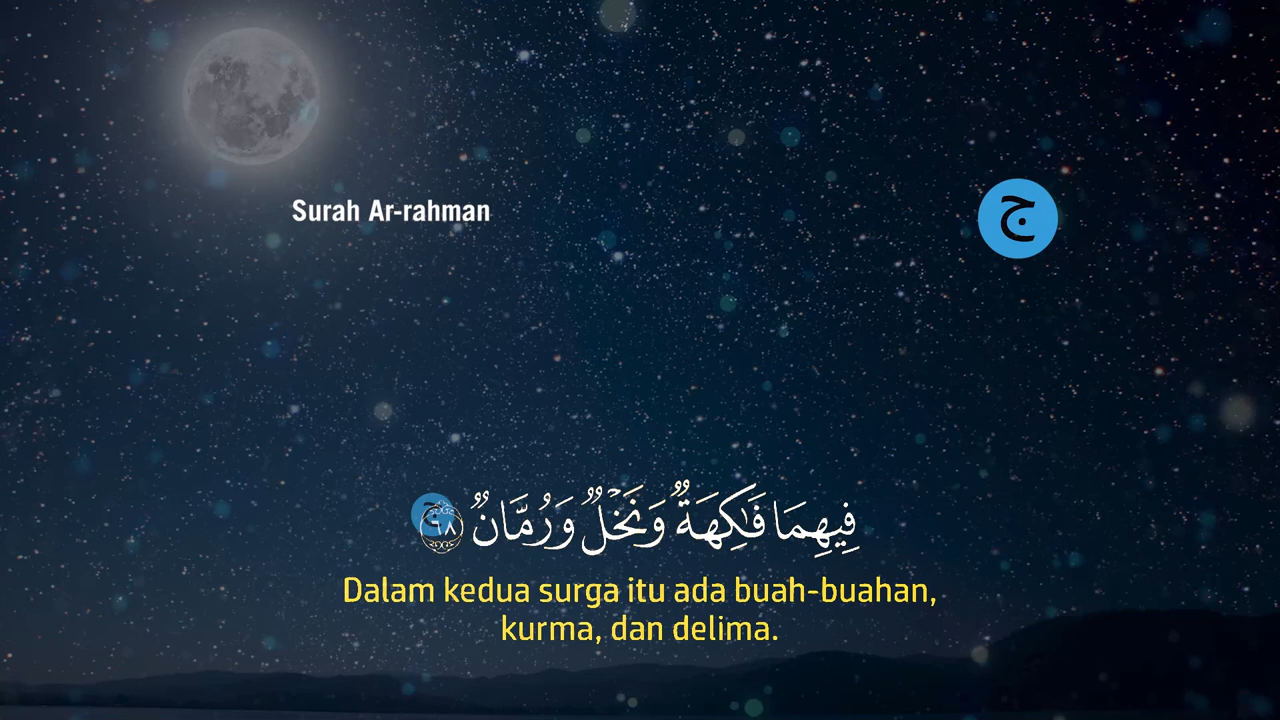 Surah Ar-rahman
ج
فِيهِمَا فَٰكِهَةٌ وَنَخْلٌ وَرُمَّانٌ ۝٦٨
ج
Dalam kedua surga itu ada buah-buahan,
kurma, dan delima.